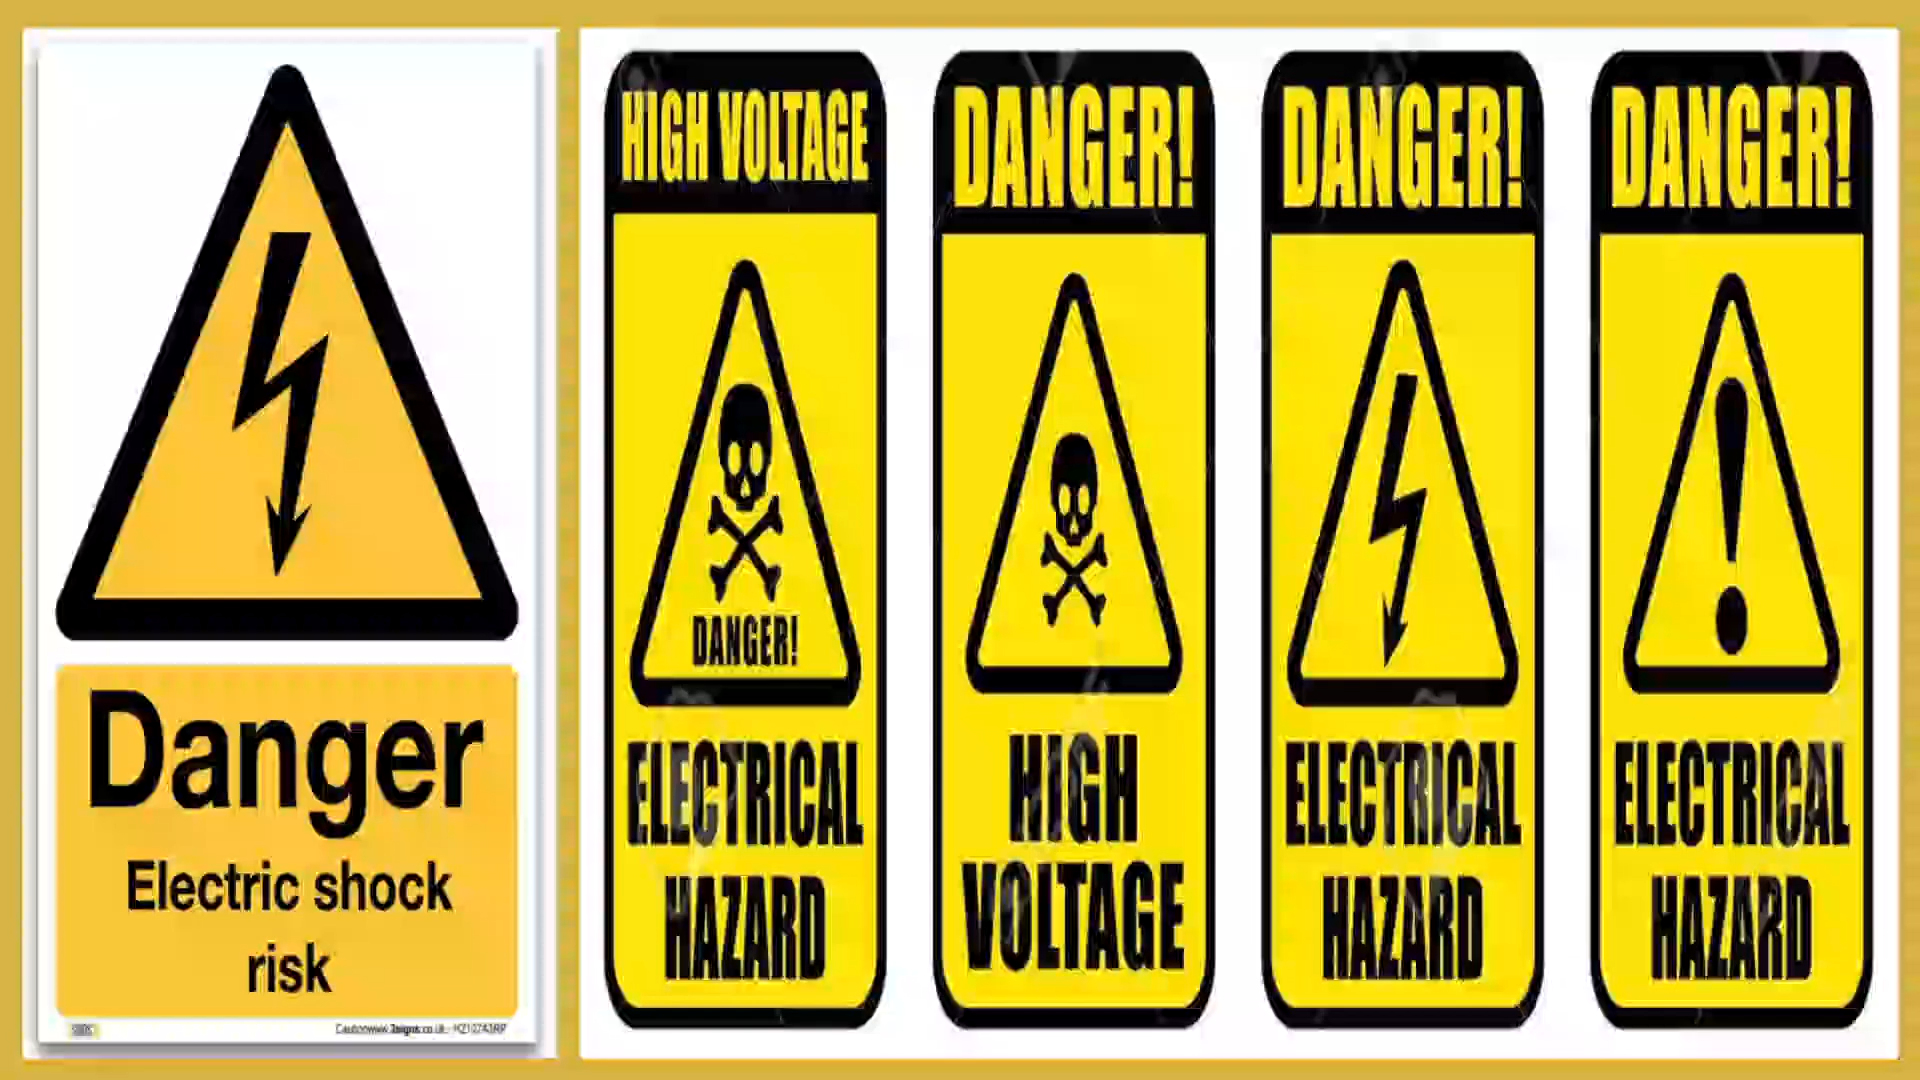 Danger
Electric shock
risk
HIGH VOLTAGE
DANGER!
ELECTRICAL
HAZARD
DANGER!
HIGH
VOLTAGE
DANGER!
ELECTRICAL
HAZARD
DANGER!
ELECTRICAL
HAZARD